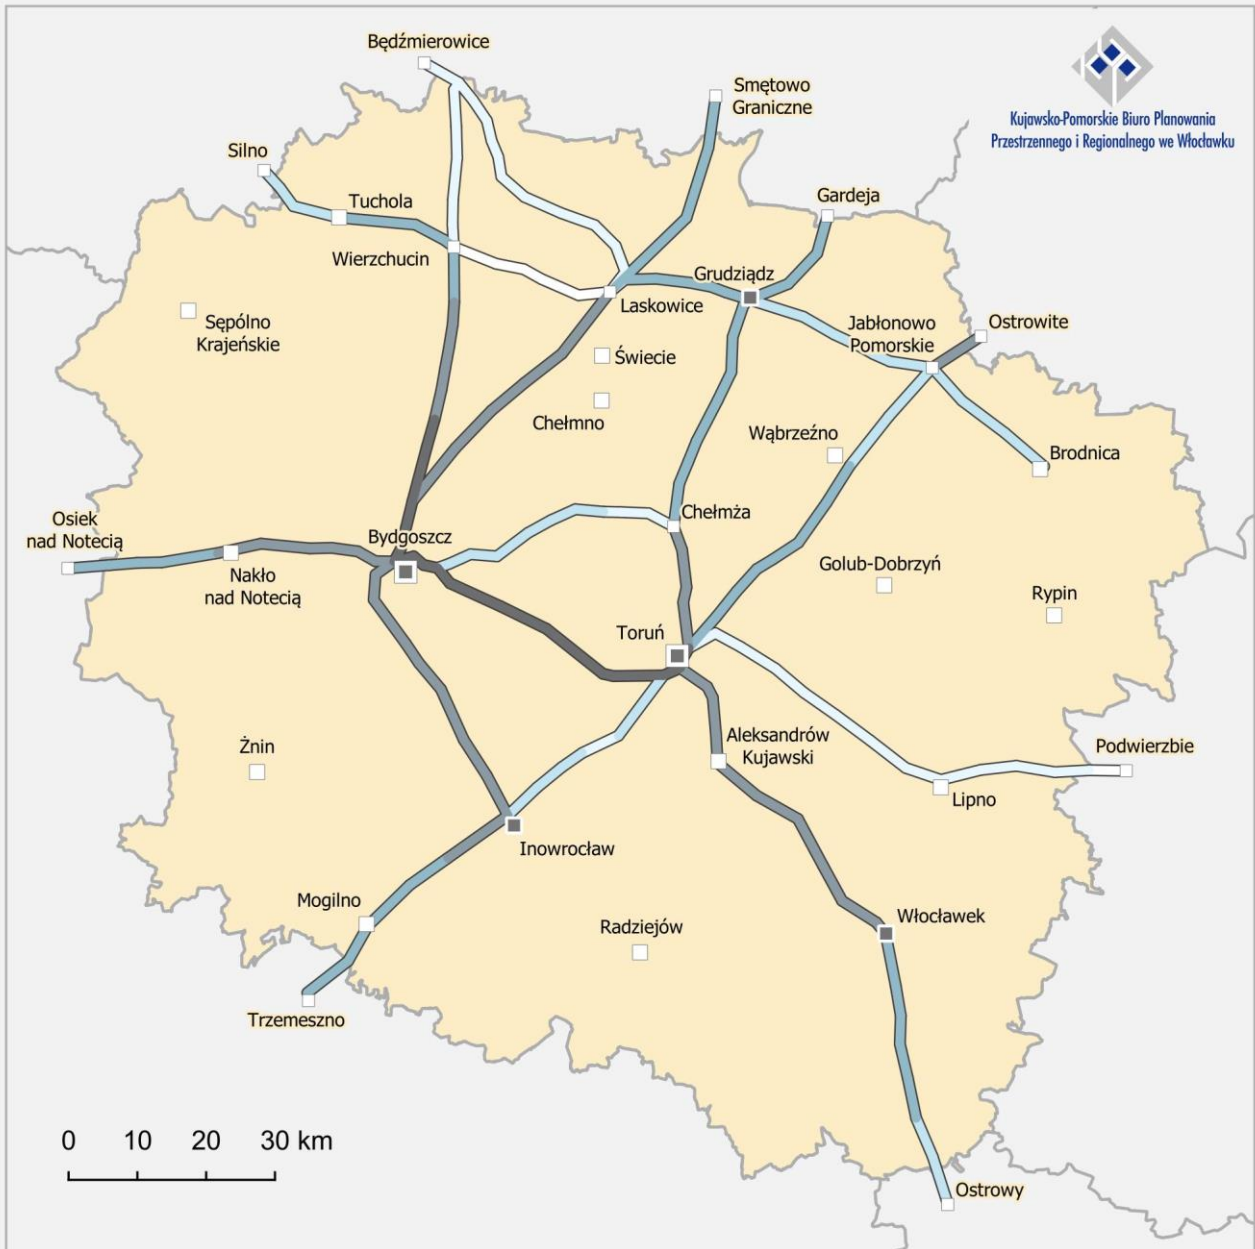 Będźmierowice
Smętowo
Graniczne
Kujawsko-Pomorskie Biuro Planowania
Przestrzennego i Regionalnego we Włocławku
Silno
Tuchola
Gardeja
Wierzchucin
Grudziądz
Laskowice
Sępólno
Krajeńskie
Jabłonowo
Pomorskie
Ostrowite
Świecie
Chełmno
Wąbrzeźno
Brodnica
Osiek
nad Notecią
Bydgoszcz
Chełmża
Nakło
nad Notecią
Golub-Dobrzyń
Rypin
Toruń
Żnin
Aleksandrów
Kujawski
Podwierzbie
Lipno
Inowrocław
Mogilno
Radziejów
Włocławek
Trzemeszno
0 10 20 30 km
Ostrowy